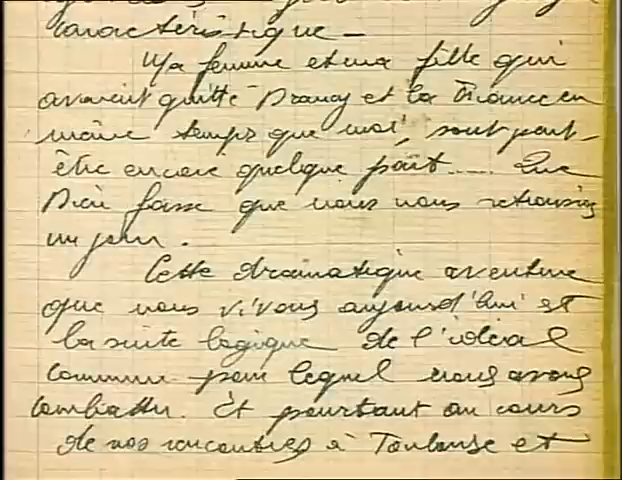 caractéristique —
Ma femme et ma fille qui
avaient quitté Drancy et la France en
même temps que moi, sont peut-
être encore quelque part..... Que
Dieu fasse que nous nous retrouvions
un jour.
Cette dramatique aventure
que nous vivons aujourd'hui est
la suite logique de l'idéal
commun pour lequel nous avons
combattu. Et pourtant au cours
de nos rencontres à Toulouse et